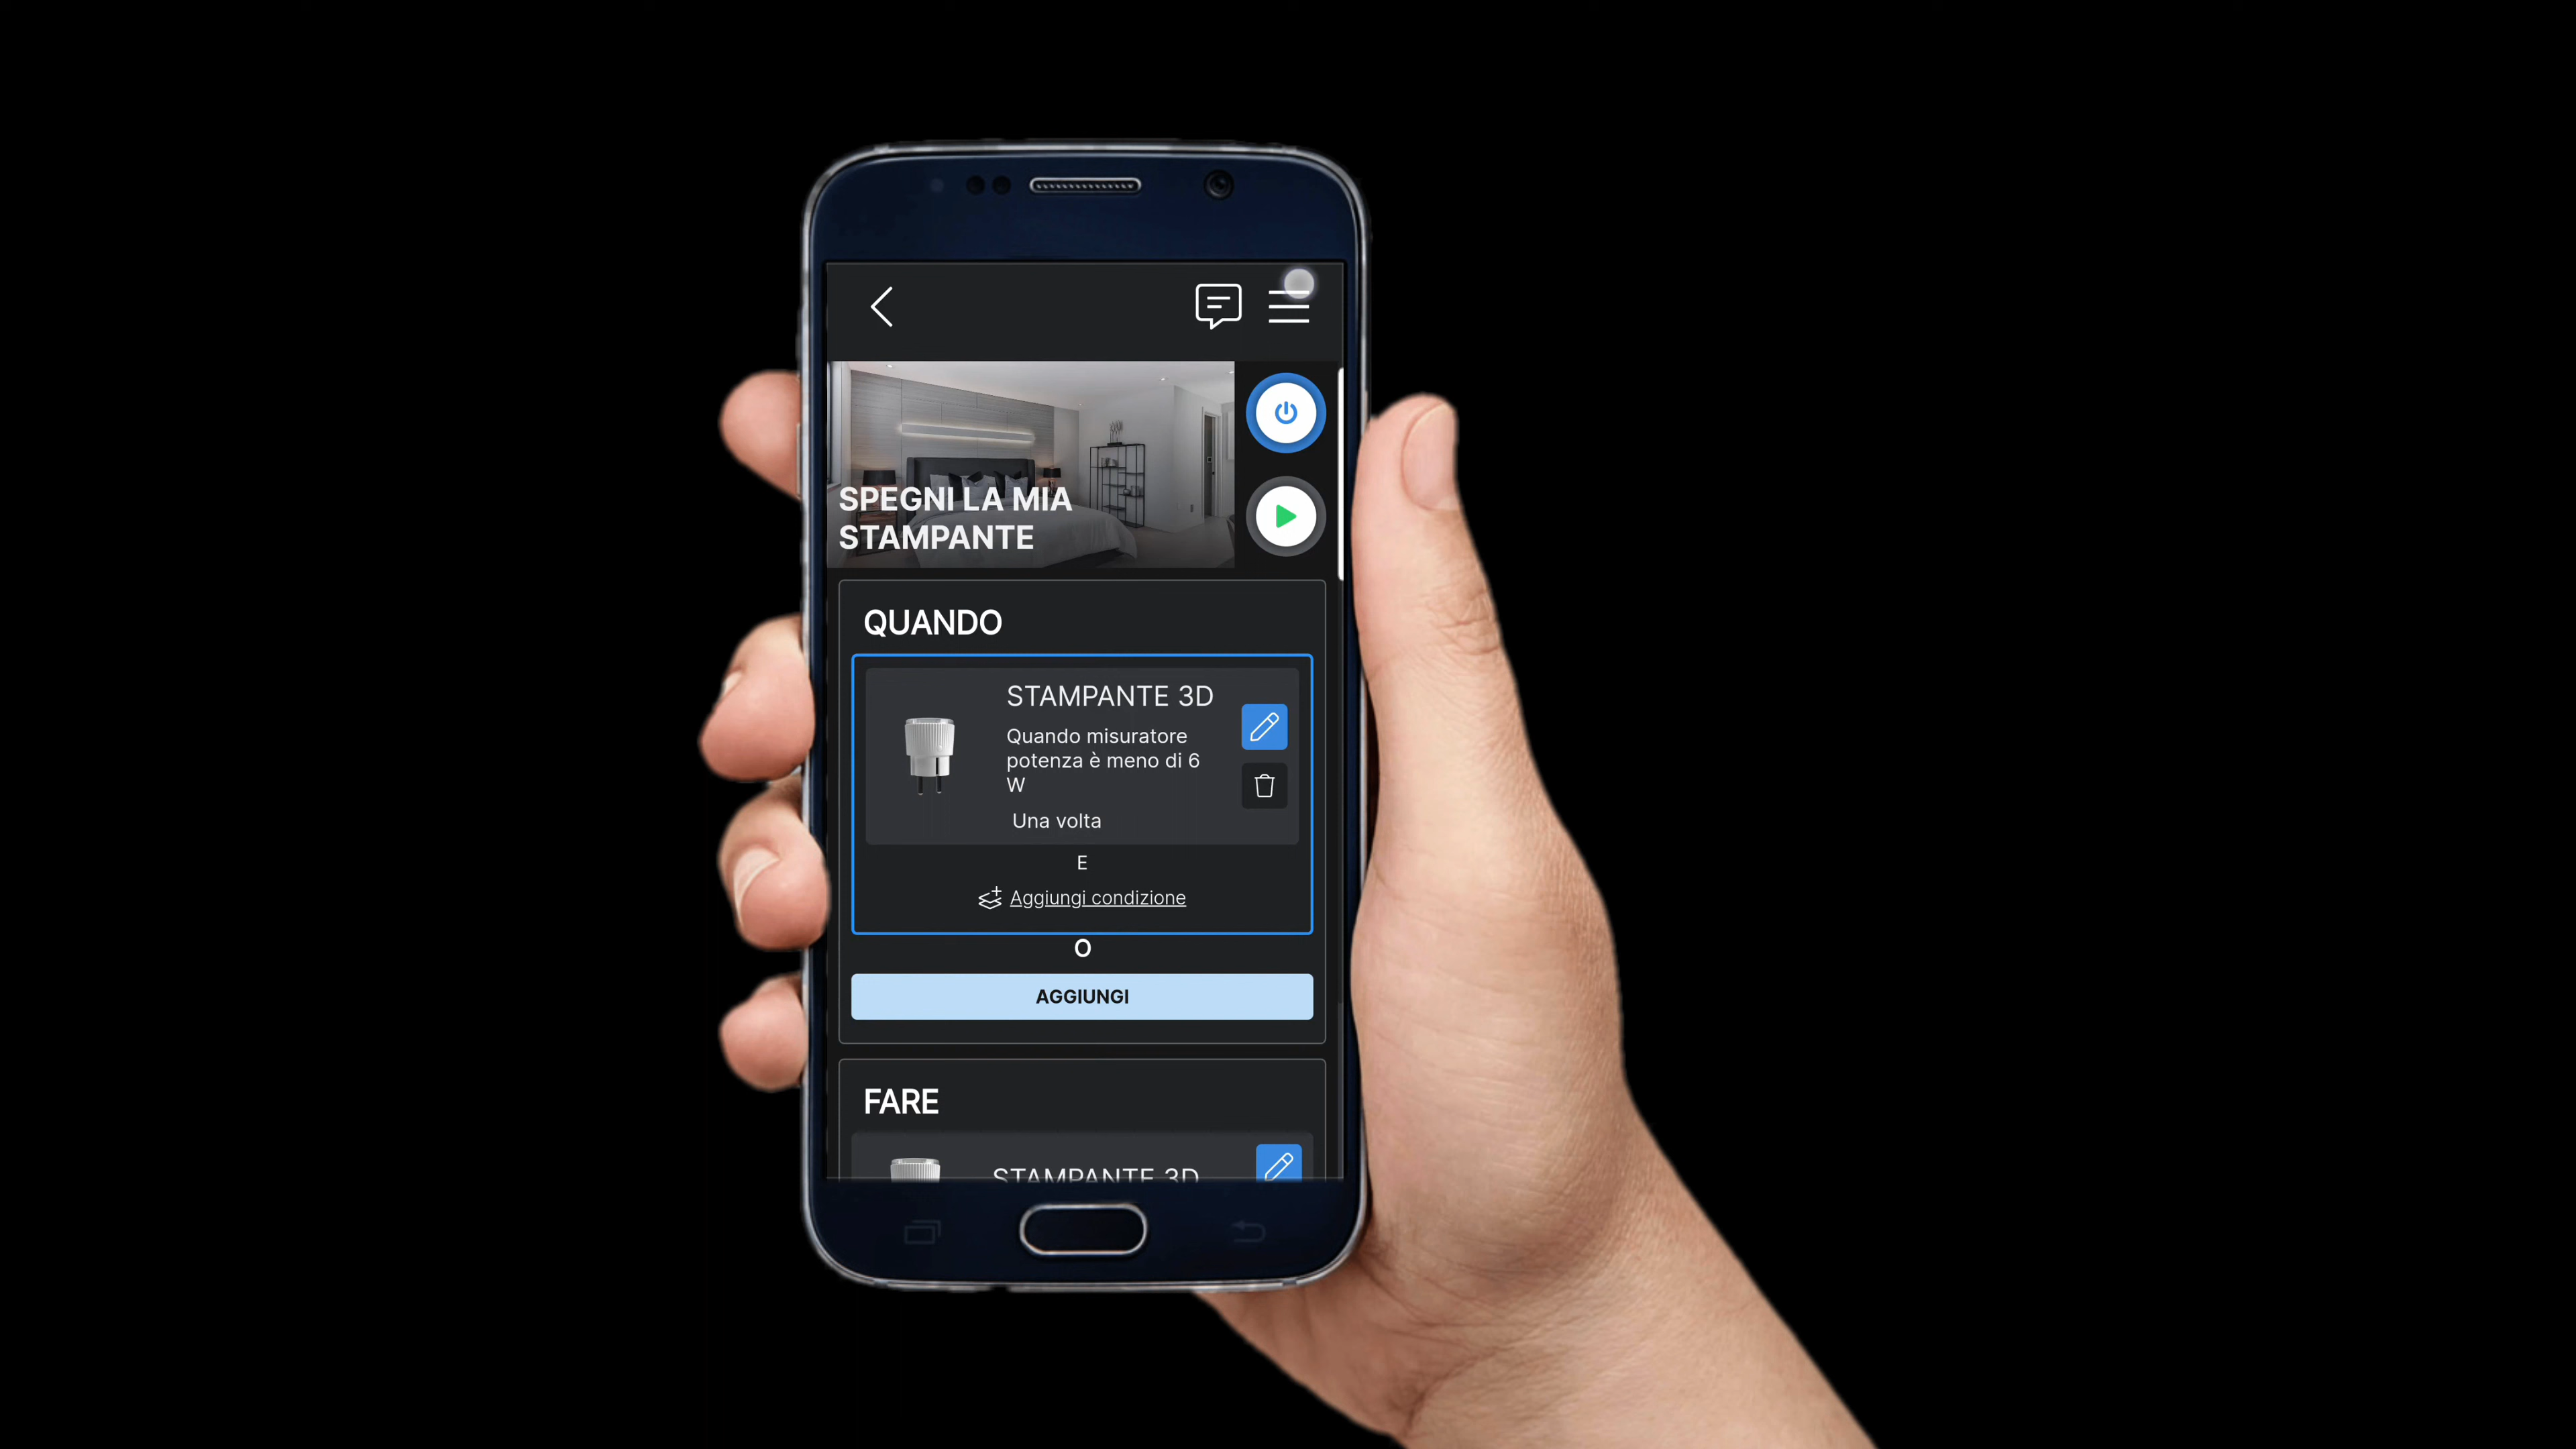 SPEGNI LA MIA
STAMPANTE
QUANDO
STAMPANTE 3D
Quando misuratore
potenza è meno di 6
W
Una volta
E
Aggiungi condizione
O
AGGIUNGI
FARE
STAMPANTE 3D